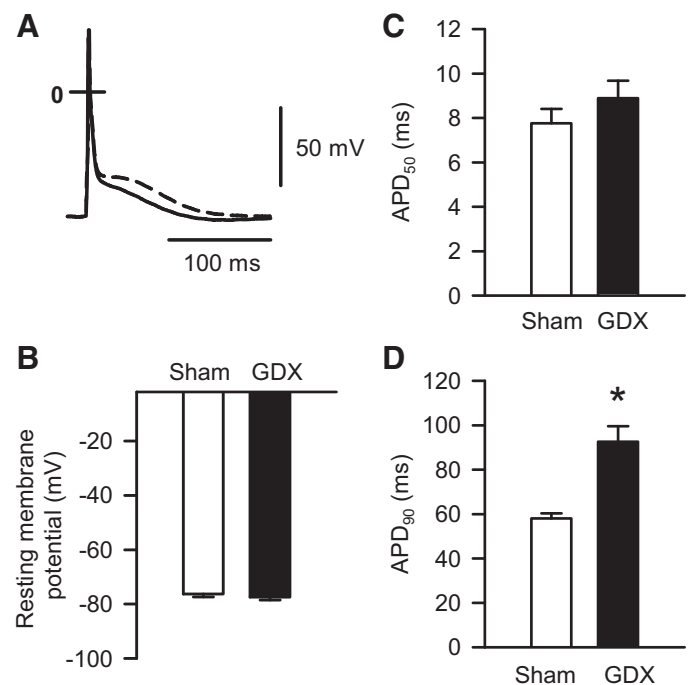 A
0
50 mV
100 ms
B
Sham GDX
Resting membrane
potential (mV)
-20
-40
-60
-80
-100
C
APD50 (ms)
12
10
8
6
4
2
0
Sham GDX
D
APD90 (ms)
120
100
80
60
40
20
0
*
Sham GDX